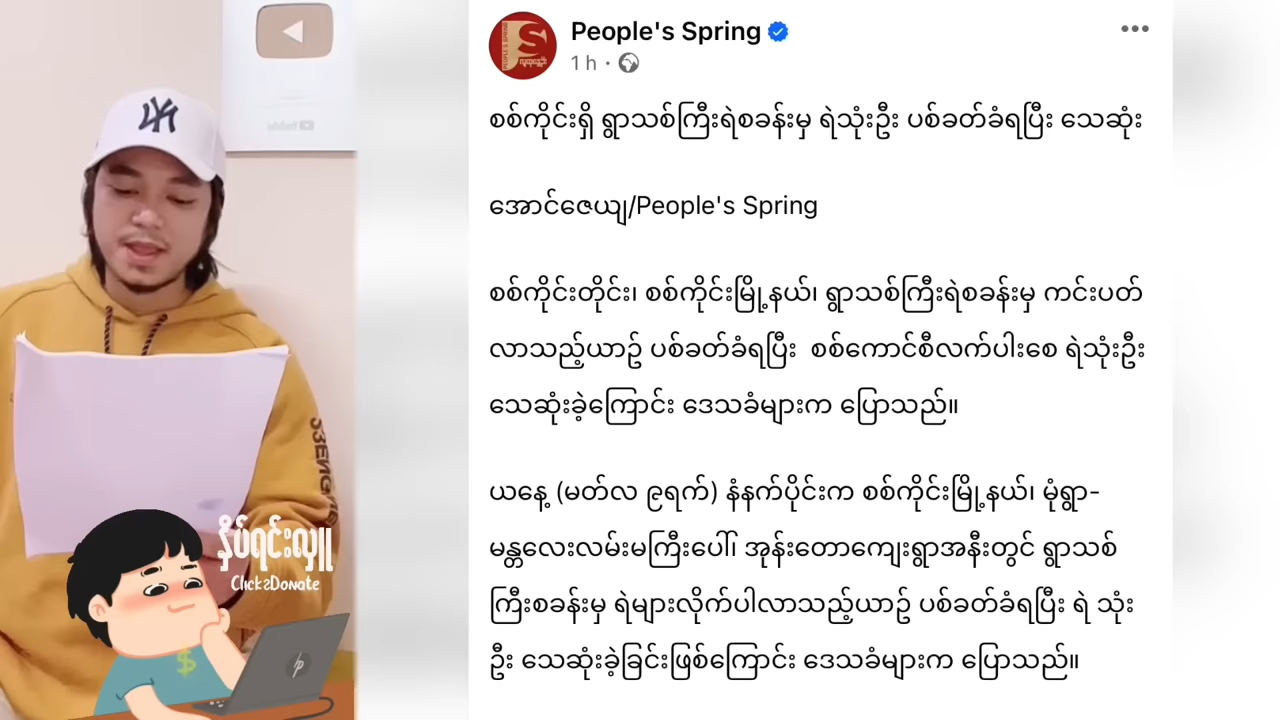 People's Spring
1 h
စစ်ကိုင်းရှိ ရွာသစ်ကြီးရဲစခန်းမှ ရဲသုံးဦး ပစ်ခတ်ခံရပြီး သေဆုံး
အောင်ဇေယျ/People's Spring
စစ်ကိုင်းတိုင်း၊ စစ်ကိုင်းမြို့နယ်၊ ရွာသစ်ကြီးရဲစခန်းမှ ကင်းပတ်
လာသည့်ယာဥ် ပစ်ခတ်ခံရပြီး စစ်ကောင်စီလက်ပါးစေ ရဲသုံးဦး
သေဆုံးခဲ့ကြောင်း ဒေသခံများက ပြောသည်။
ယနေ့ (မတ်လ ၉ရက်) နံနက်ပိုင်းက စစ်ကိုင်းမြို့နယ်၊ မုံရွာ-
မန္တလေးလမ်းမကြီးပေါ်၊ အုန်းတောကျေးရွာအနီးတွင် ရွာသစ်
ကြီးစခန်းမှ ရဲများလိုက်ပါလာသည့်ယာဥ် ပစ်ခတ်ခံရပြီး ရဲ သုံး
ဦး သေဆုံးခဲ့ခြင်းဖြစ်ကြောင်း ဒေသခံများက ပြောသည်။
နှိပ်ရင်းလှူ
Click2Donate